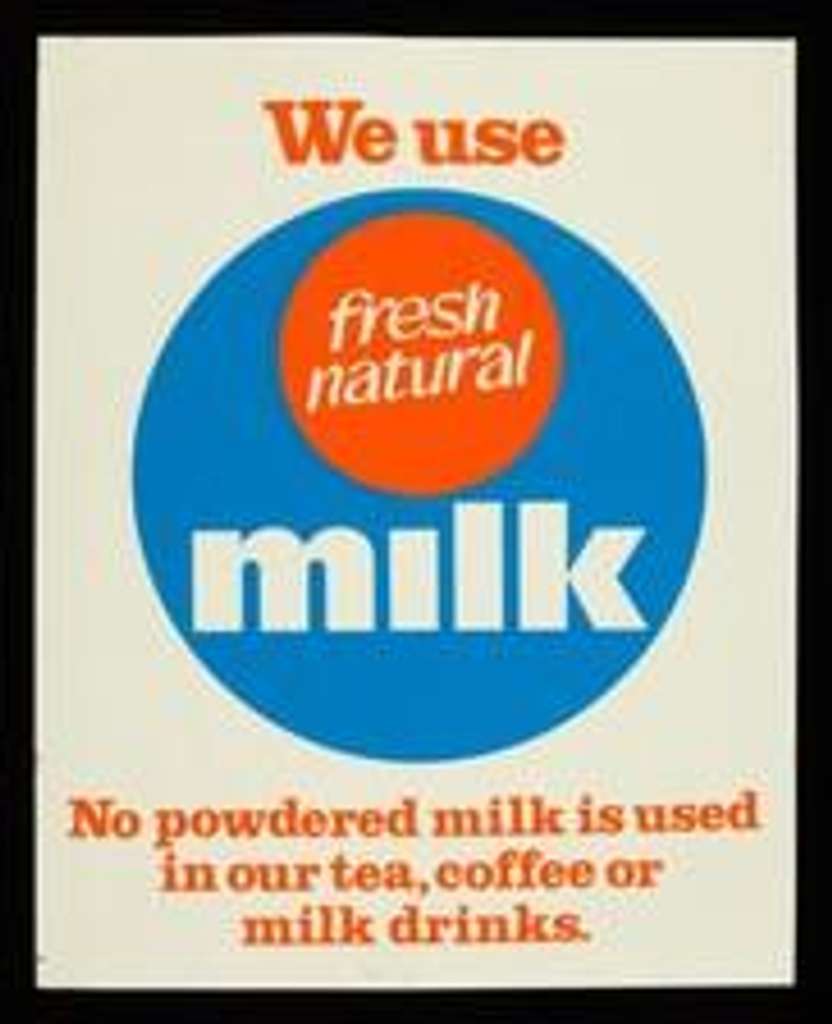 We use
fresh
natural
milk
No powdered milk is used
in our tea, coffee or
milk drinks.